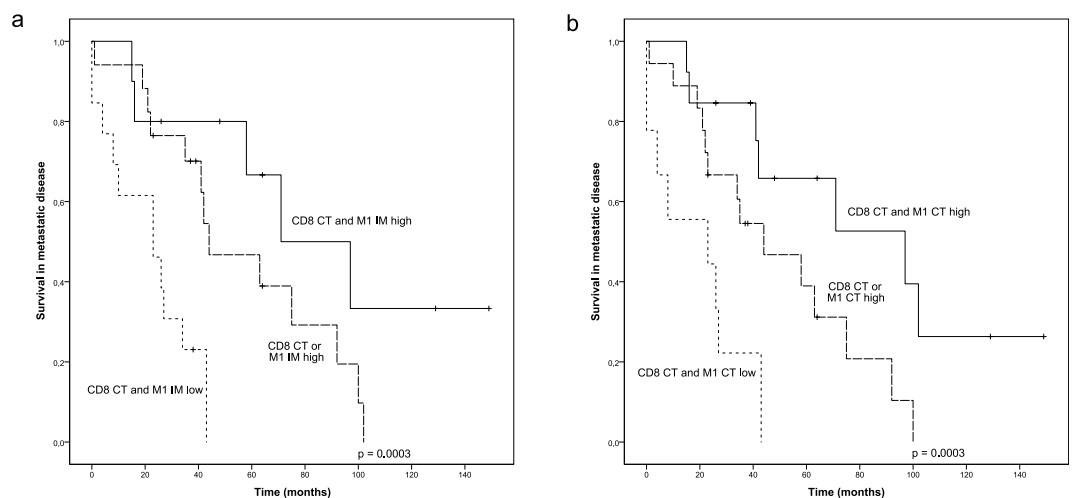 a
1,0
0,8
0,6
0,4
0,2
0,0
Survival in metastatic disease
CD8 CT and M1 IM high
CD8 CT or
M1 IM high
CD8 CT and M1 IM low
p = 0.0003
0 20 40 60 80 100 120 140
Time (months)
b
1,0
0,8
0,6
0,4
0,2
0,0
Survival in metastatic disease
CD8 CT and M1 CT high
CD8 CT or
M1 CT high
CD8 CT and M1 CT low
p = 0.0003
0 20 40 60 80 100 120 140
Time (months)